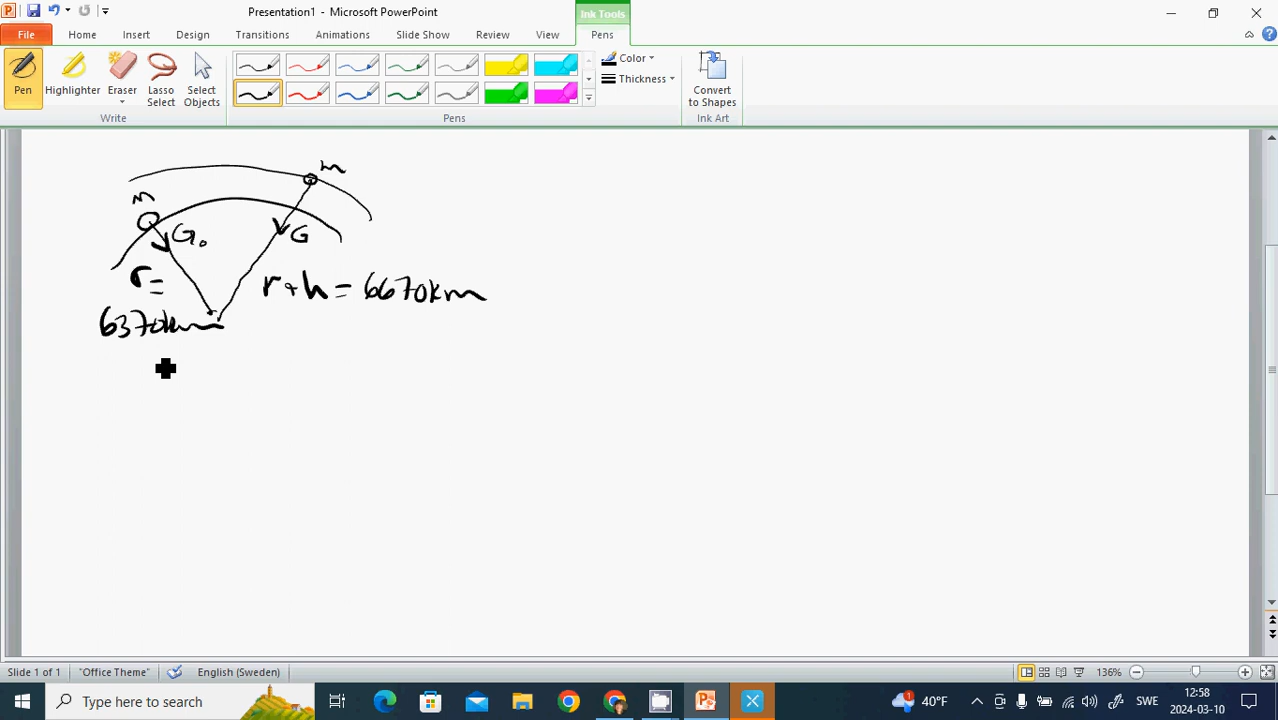 Presentation1 - Microsoft PowerPoint
Ink Tools
File Home Insert Design Transitions Animations Slide Show Review View Pens
Pen
Highlighter
Eraser
Lasso
Select
Select
Objects
Color
Thickness
Convert
to Shapes
Write
Pens
Ink Art
m
m
G₀
G
r =
6370km
r+h = 6670km
Slide 1 of 1
"Office Theme"
English (Sweden)
136%
Type here to search
1
40°F
SWE
12:58
2024-03-10